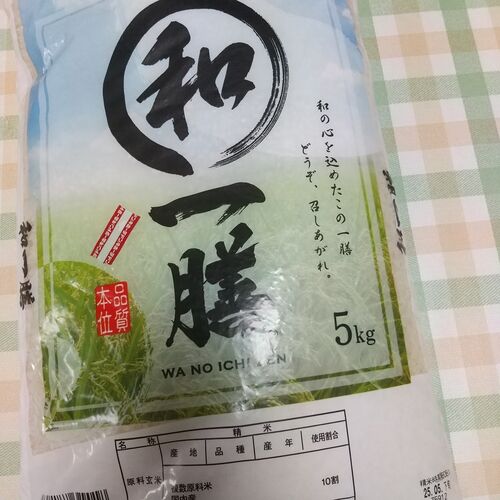 和
一膳
和の心を込めたこの一膳
どうぞ、召しあがれ。
品質
本位
WA NO ICHIZEN
5kg
名 称 精 米
産 地 品 種 産 年 使用割合
原料玄米
複数原料米
国内産 10割
25.05.